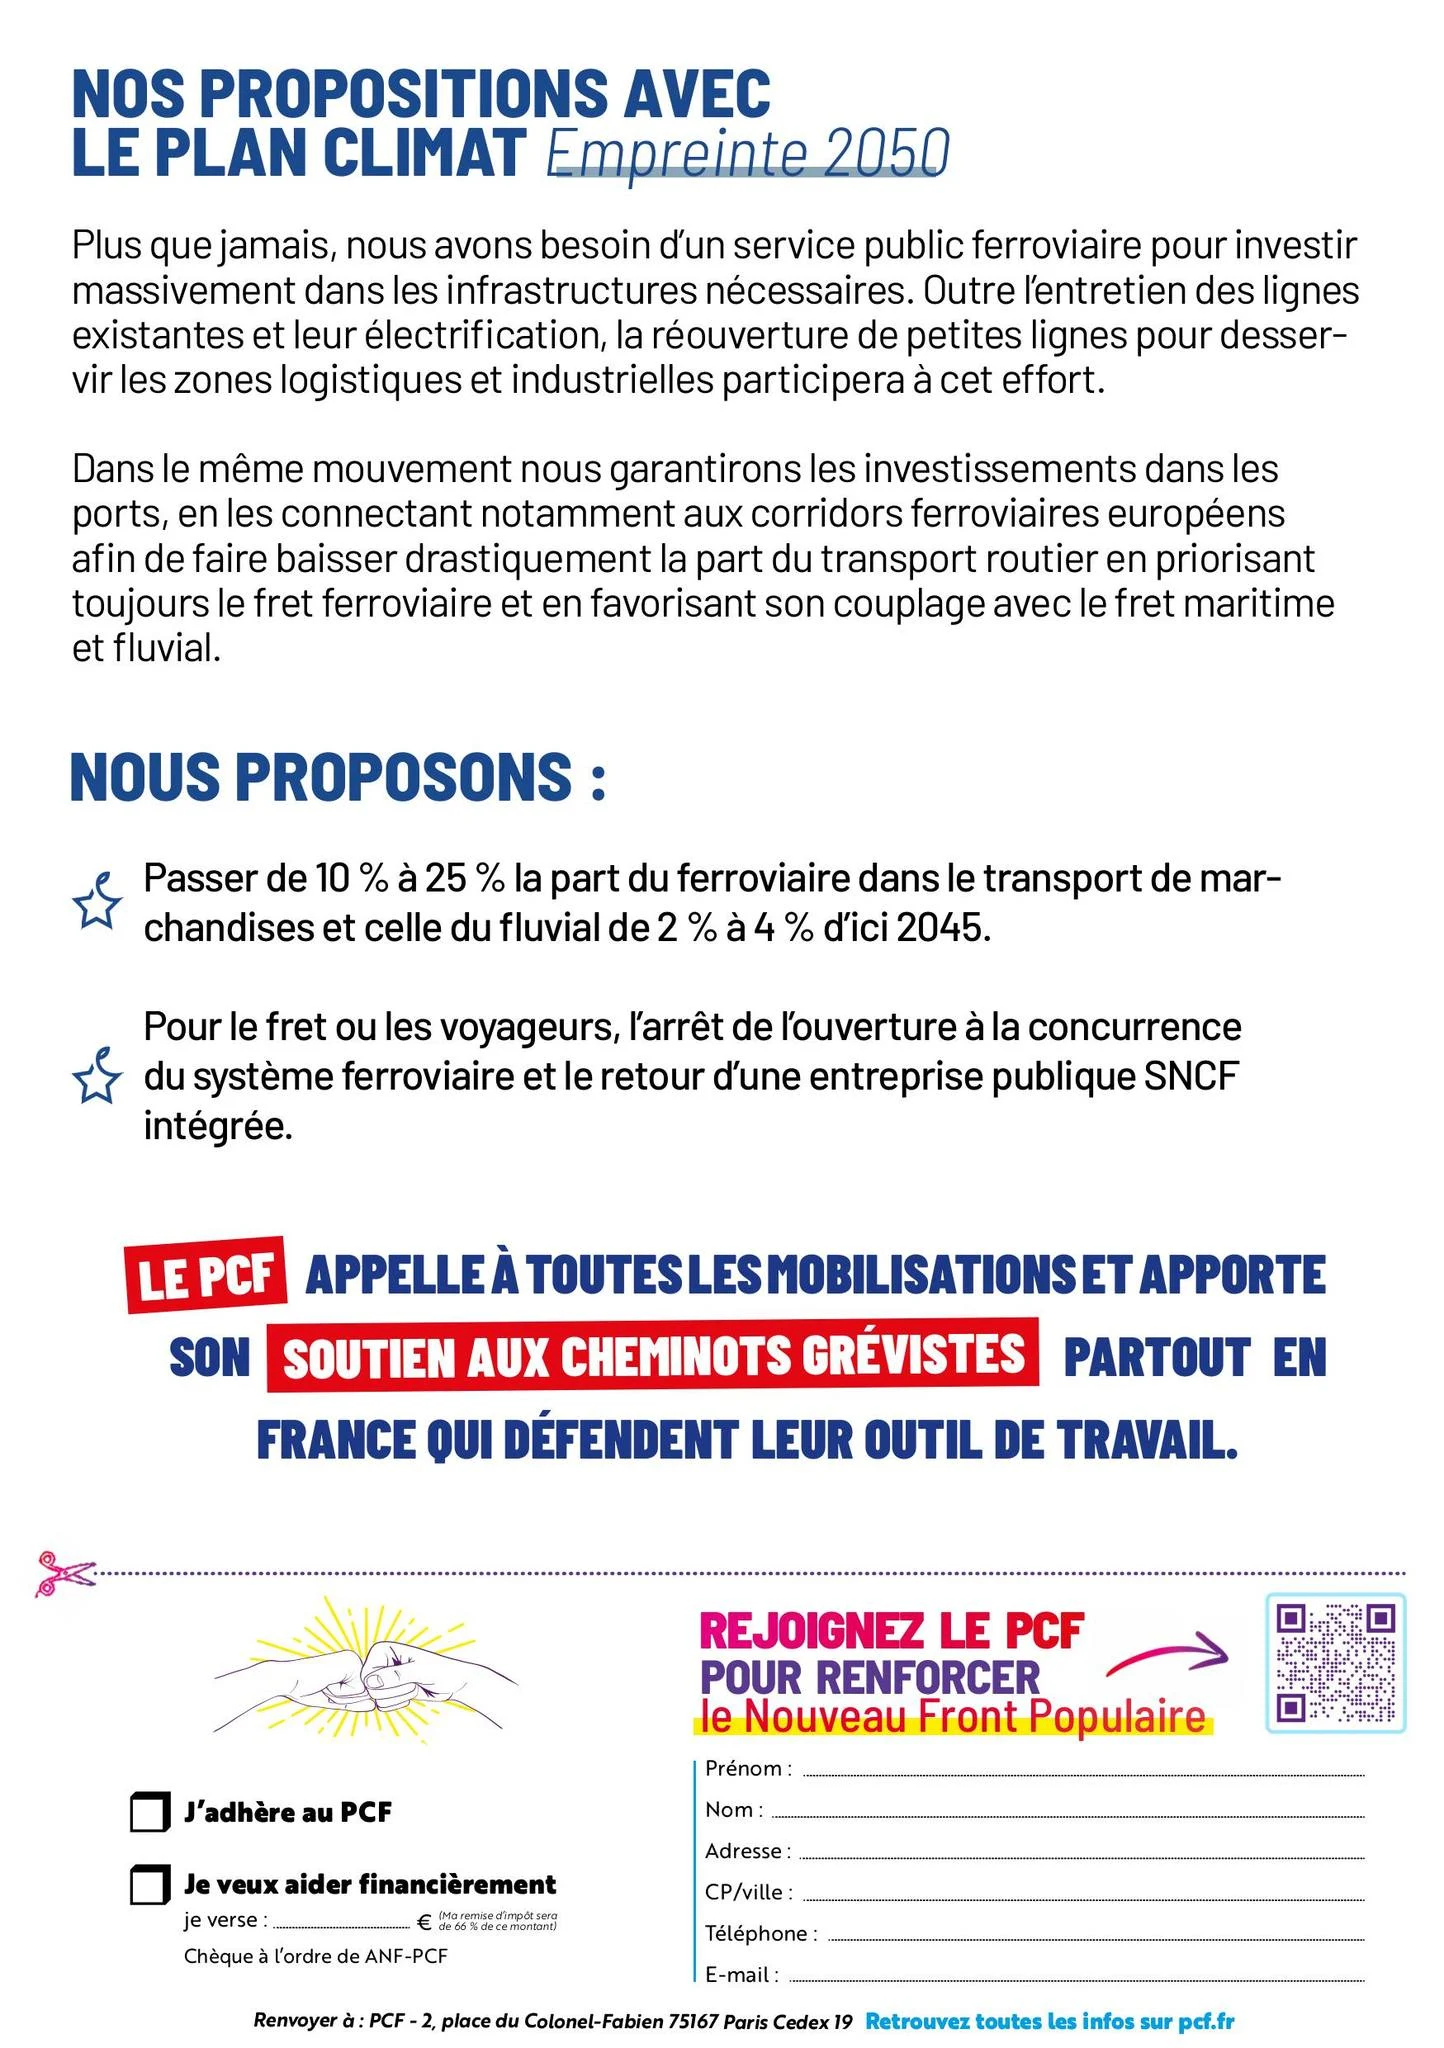 NOS PROPOSITIONS AVEC
LE PLAN CLIMAT Empreinte 2050
Plus que jamais, nous avons besoin d’un service public ferroviaire pour investir
massivement dans les infrastructures nécessaires. Outre l’entretien des lignes
existantes et leur électrification, la réouverture de petites lignes pour desser-
vir les zones logistiques et industrielles participera à cet effort.
Dans le même mouvement nous garantirons les investissements dans les
ports, en les connectant notamment aux corridors ferroviaires européens
afin de faire baisser drastiquement la part du transport routier en priorisant
toujours le fret ferroviaire et en favorisant son couplage avec le fret maritime
et fluvial.
NOUS PROPOSONS :
Passer de 10 % à 25 % la part du ferroviaire dans le transport de mar-
chandises et celle du fluvial de 2 % à 4 % d’ici 2045.
Pour le fret ou les voyageurs, l’arrêt de l’ouverture à la concurrence
du système ferroviaire et le retour d’une entreprise publique SNCF
intégrée.
LE PCF APPELLE À TOUTES LES MOBILISATIONS ET APPORTE
SON SOUTIEN AUX CHEMINOTS GRÉVISTES PARTOUT EN
FRANCE QUI DÉFENDENT LEUR OUTIL DE TRAVAIL.
REJOIGNEZ LE PCF
POUR RENFORCER
le Nouveau Front Populaire
J’adhère au PCF
Je veux aider financièrement
je verse : ........................ € (Ma remise d’impôt sera
de 66 % de ce montant)
Chèque à l’ordre de ANF-PCF
Prénom :
Nom :
Adresse :
CP/ville :
Téléphone :
E-mail :
Renvoyer à : PCF - 2, place du Colonel-Fabien 75167 Paris Cedex 19 Retrouvez toutes les infos sur pcf.fr